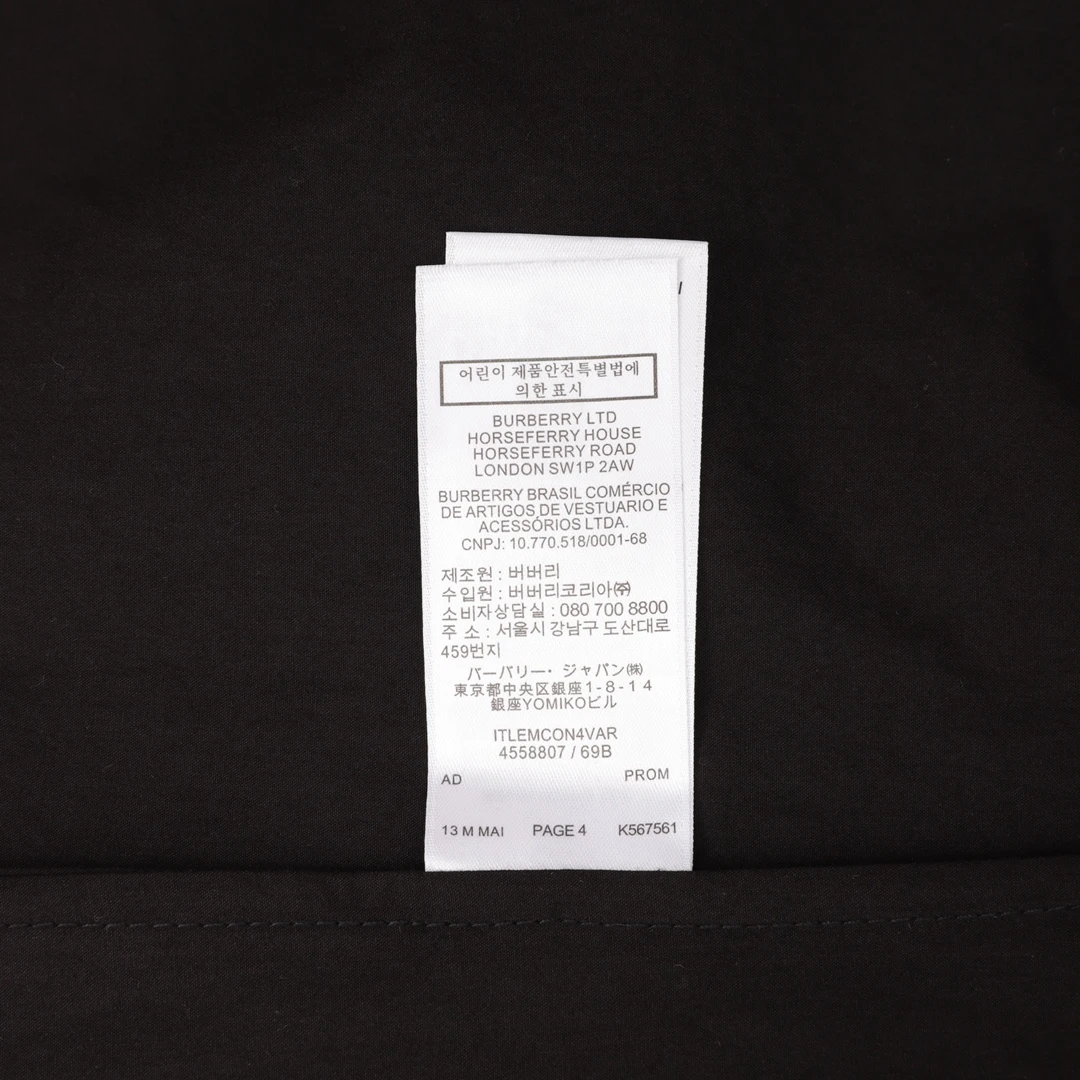 어린이 제품안전특별법에
의한 표시
BURBERRY LTD
HORSEFERRY HOUSE
HORSEFERRY ROAD
LONDON SW1P 2AW
BURBERRY BRASIL COMÉRCIO
DE ARTIGOS DE VESTUARIO E
ACESSÓRIOS LTDA.
CNPJ: 10.770.518/0001-68
제조원 : 버버리
수입원 : 버버리코리아㈜
소비자상담실 : 080 700 8800
주 소 : 서울시 강남구 도산대로
459번지
バーバリー・ジャパン㈱
東京都中央区銀座1-8-14
銀座YOMIKOビル
ITLEMCON4VAR
4558807 / 69B
AD PROM
13 M MAI PAGE 4 K567561